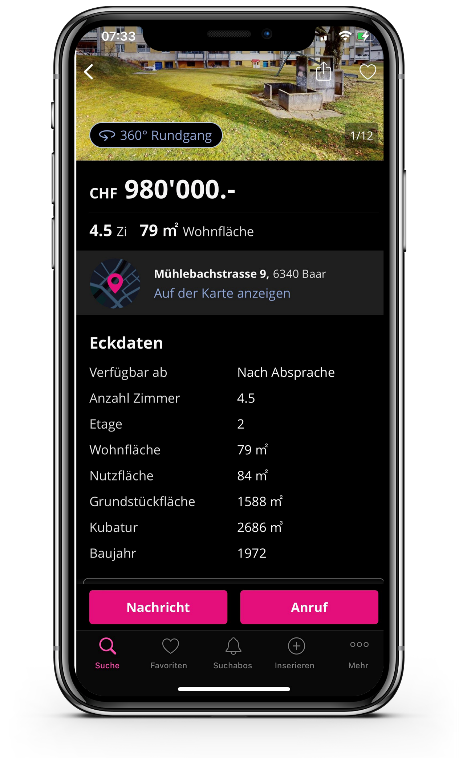 07:33
360° Rundgang
1/12
CHF 980'000.-
4.5 Zi 79 m² Wohnfläche
Mühlebachstrasse 9, 6340 Baar
Auf der Karte anzeigen
Eckdaten
Verfügbar ab Nach Absprache
Anzahl Zimmer 4.5
Etage 2
Wohnfläche 79 m²
Nutzfläche 84 m²
Grundstückfläche 1588 m²
Kubatur 2686 m²
Baujahr 1972
Nachricht Anruf
Suche Favoriten Suchabos Inserieren Mehr